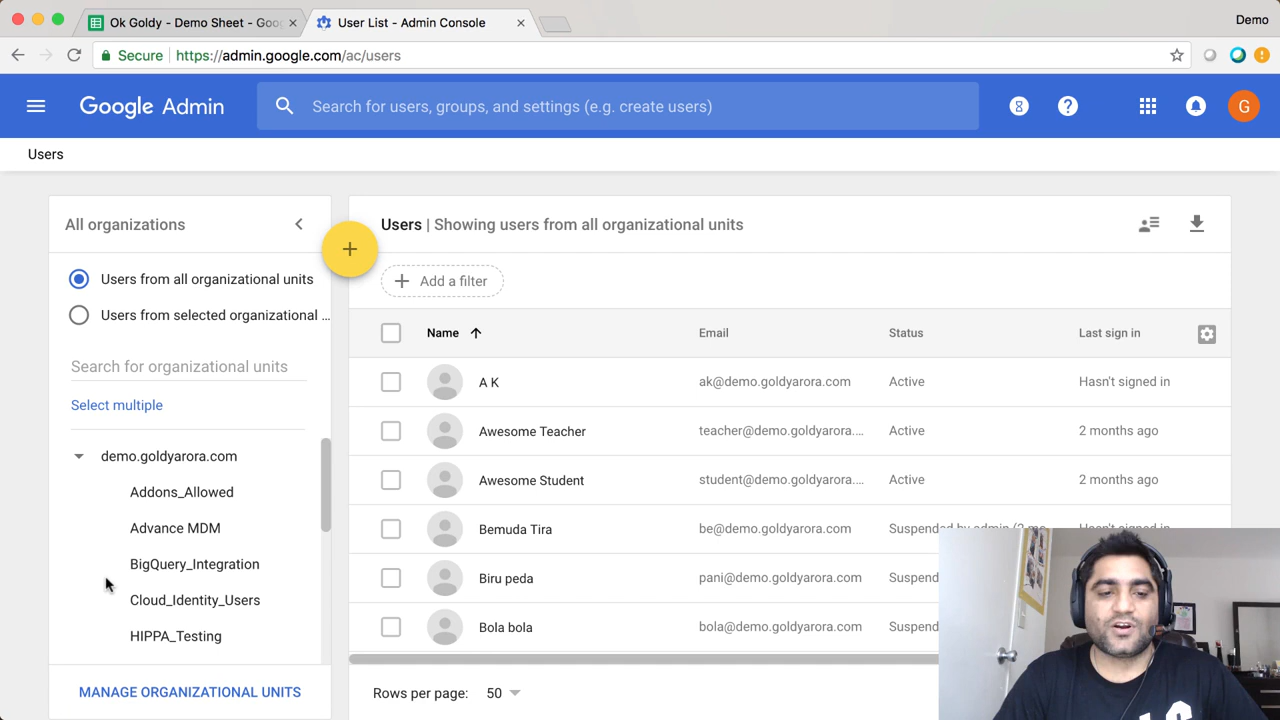 Ok Goldy - Demo Sheet - Goo
User List - Admin Console
Demo
Secure https://admin.google.com/ac/users
Google Admin
Search for users, groups, and settings (e.g. create users)
8
?
G
Users
All organizations
Users from all organizational units
Users from selected organizational ...
Search for organizational units
Select multiple
demo.goldyarora.com
Addons_Allowed
Advance MDM
BigQuery_Integration
Cloud_Identity_Users
HIPPA_Testing
MANAGE ORGANIZATIONAL UNITS
Users | Showing users from all organizational units
Add a filter
Name Email Status Last sign in
A K ak@demo.goldyarora.com Active Hasn't signed in
Awesome Teacher teacher@demo.goldyarora.... Active 2 months ago
Awesome Student student@demo.goldyarora.... Active 2 months ago
Bemuda Tira be@demo.goldyarora.com Suspended by admin (2 mo Hasn't signed in
Biru peda pani@demo.goldyarora.com Suspend
Bola bola bola@demo.goldyarora.com Suspend
Rows per page: 50